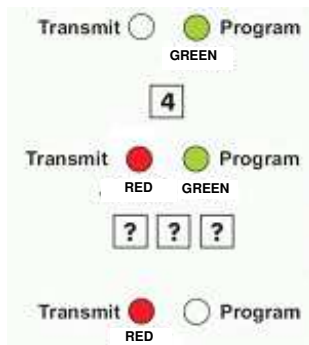 Transmit Program
GREEN
4
Transmit Program
RED GREEN
? ? ?
Transmit Program
RED